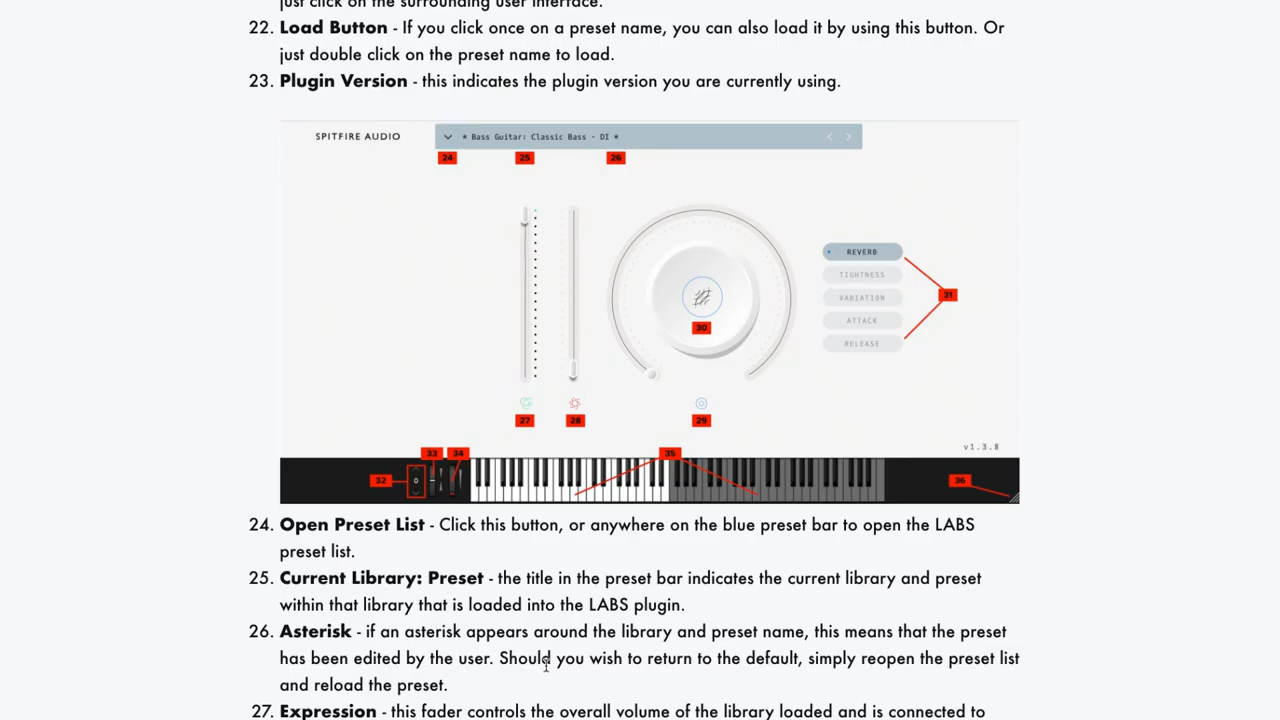 just click on the surrounding user interface.
22. Load Button - If you click once on a preset name, you can also load it by using this button. Or
just double click on the preset name to load.
23. Plugin Version - this indicates the plugin version you are currently using.
SPITFIRE AUDIO
* Bass Guitar: Classic Bass - DI *
24 25 26
REVERB
TIGHTNESS
VARIATION
ATTACK
RELEASE
31
30
27 28 29
v1.3.8
33 34 35
32 0 36
24. Open Preset List - Click this button, or anywhere on the blue preset bar to open the LABS
preset list.
25. Current Library: Preset - the title in the preset bar indicates the current library and preset
within that library that is loaded into the LABS plugin.
26. Asterisk - if an asterisk appears around the library and preset name, this means that the preset
has been edited by the user. Should you wish to return to the default, simply reopen the preset list
and reload the preset.
27. Expression - this fader controls the overall volume of the library loaded and is connected to